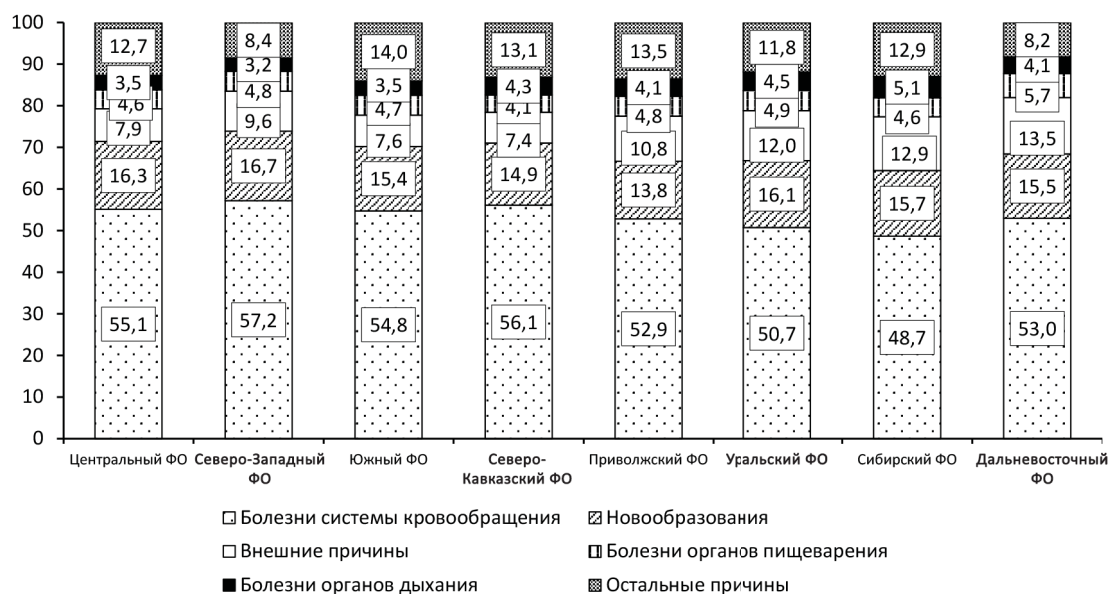 100
90
80
70
60
50
40
30
20
10
0
12,7 8,4 14,0 13,1 13,5 11,8 12,9 8,2
3,5 3,2 3,5 4,3 4,1 4,5 5,1 4,1
4,6 4,8 4,7 4,1 4,8 4,9 4,6 5,7
7,9 9,6 7,6 7,4 10,8 12,0 12,9 13,5
16,3 16,7 15,4 14,9 13,8 16,1 15,7 15,5
55,1 57,2 54,8 56,1 52,9 50,7 48,7 53,0
Центральный ФО Северо-Западный Южный ФО Северо- Приволжский ФО Уральский ФО Сибирский ФО Дальневосточный
ФО Кавказский ФО ФО
Болезни системы кровообращения Новообразования
Внешние причины Болезни органов пищеварения
Болезни органов дыхания Остальные причины